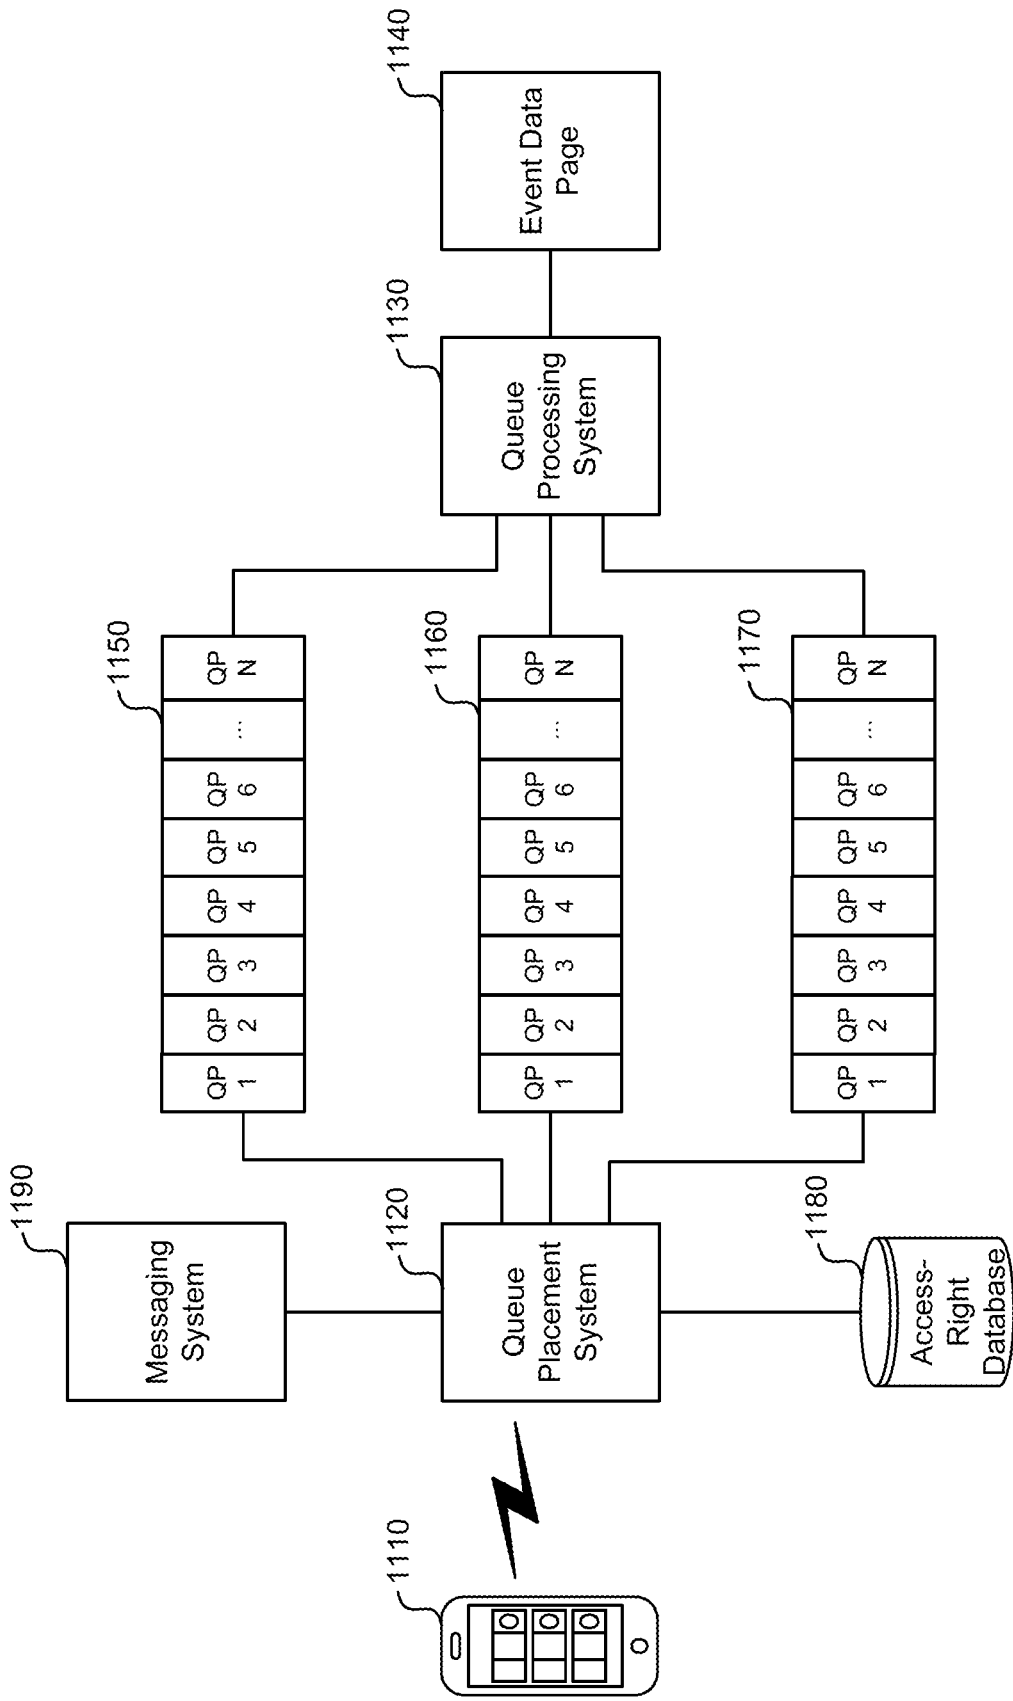 1190
Messaging
System
1110
1120
Queue
Placement
System
1180
Access-
Right
Database
1150
QP
1
QP
2
QP
3
QP
4
QP
5
QP
6
...
QP
N
1160
QP
1
QP
2
QP
3
QP
4
QP
5
QP
6
...
QP
N
1170
QP
1
QP
2
QP
3
QP
4
QP
5
QP
6
...
QP
N
1130
Queue
Processing
System
1140
Event Data
Page